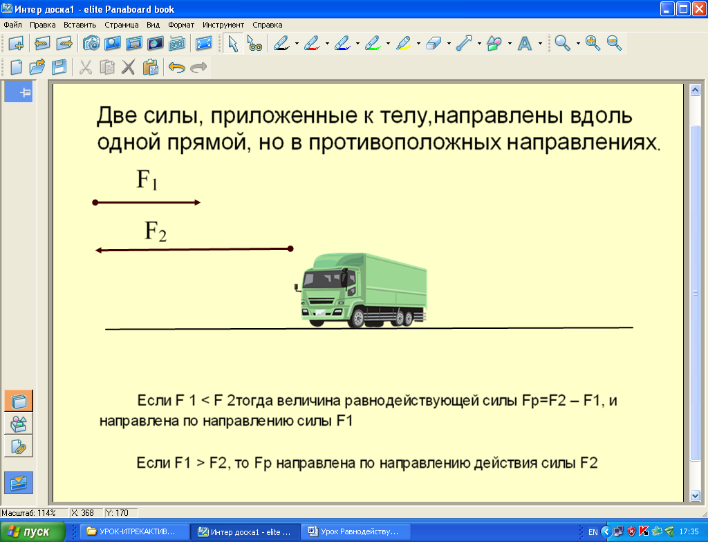 Интер доска1 - elite Panaboard book
Файл Правка Вставить Страница Вид Формат Инструмент Справка
Две силы, приложенные к телу,направлены вдоль
одной прямой, но в противоположных направлениях.
F1
F2
Если F 1 < F 2тогда величина равнодействующей силы Fр=F2 – F1, и
направлена по направлению силы F1
Если F1 > F2, то Fр направлена по направлению действия силы F2
Масштаб: 114% X: 368 Y: 170
пуск УРОК-ИТРЕКАКТИВ... Интер доска1 - elite ... Урок Равнодейству... EN 17:35